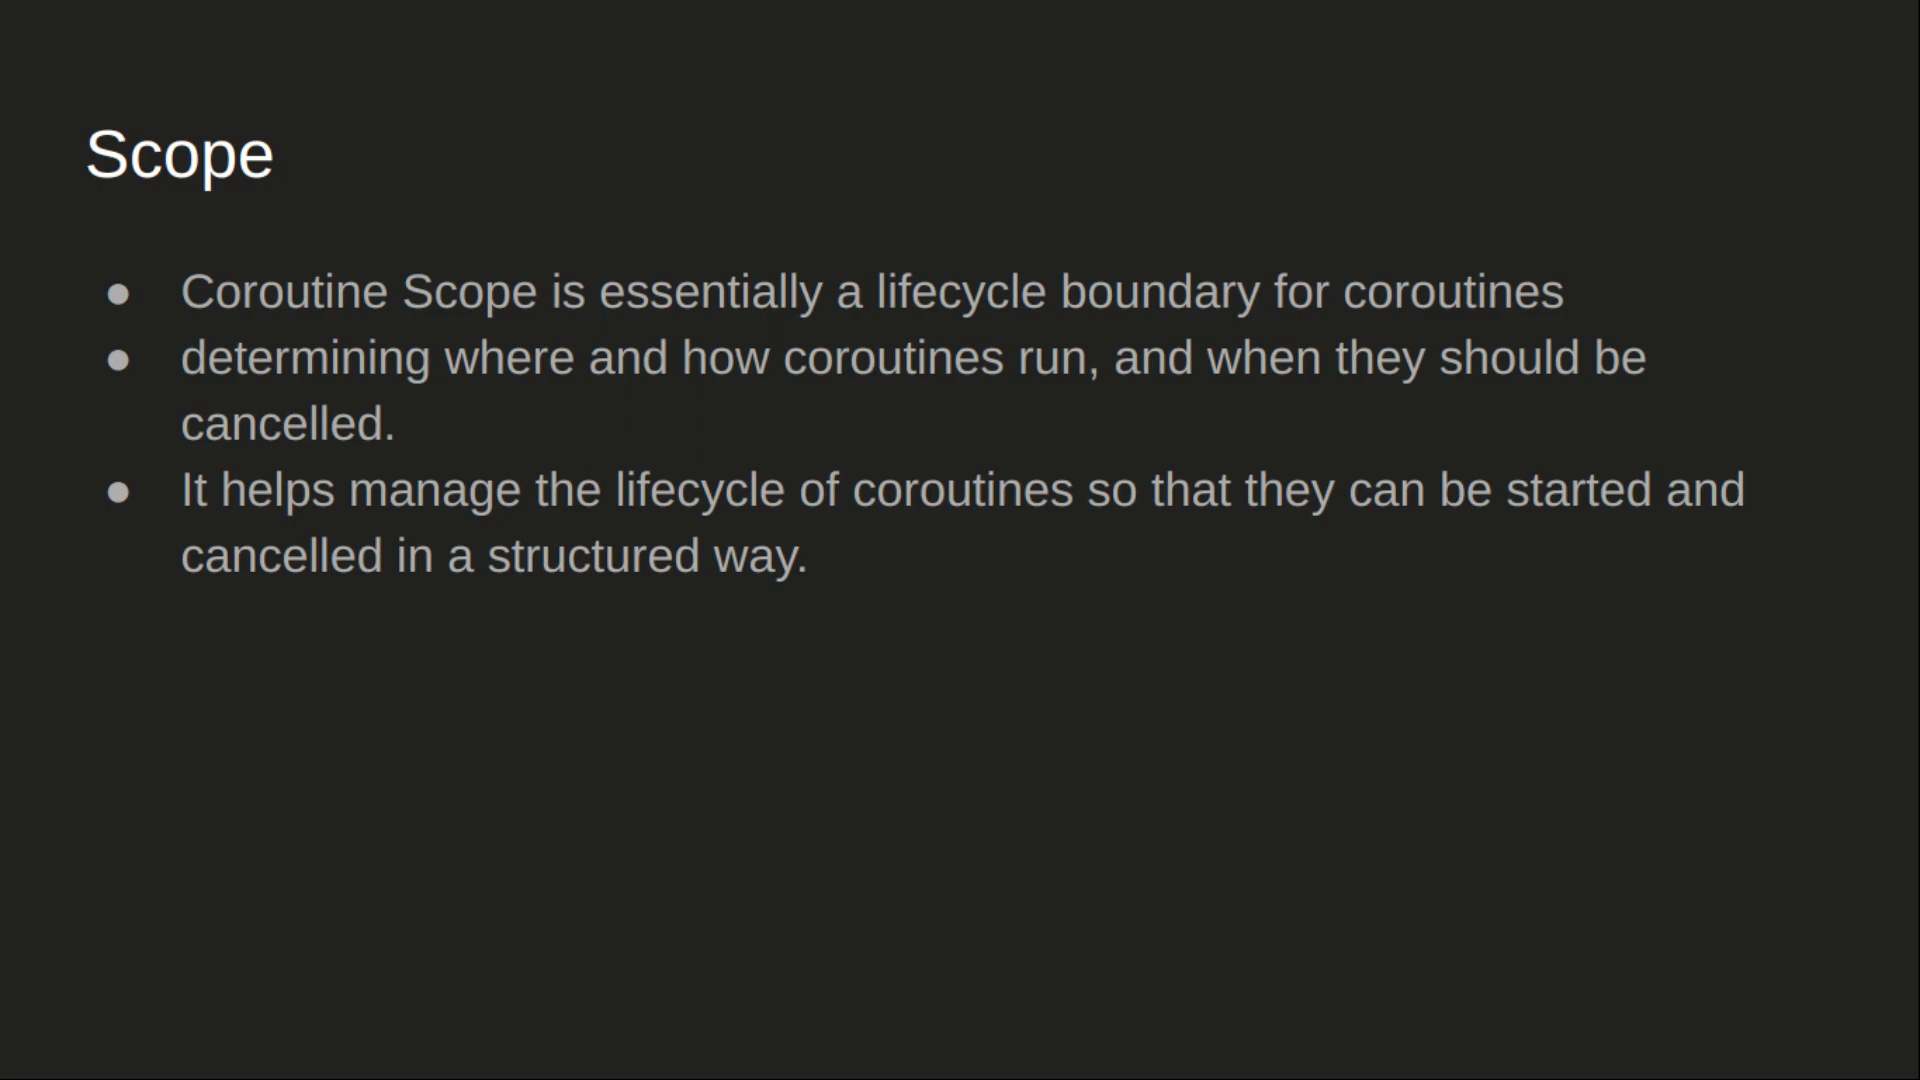 Scope
● Coroutine Scope is essentially a lifecycle boundary for coroutines
● determining where and how coroutines run, and when they should be
cancelled.
● It helps manage the lifecycle of coroutines so that they can be started and
cancelled in a structured way.